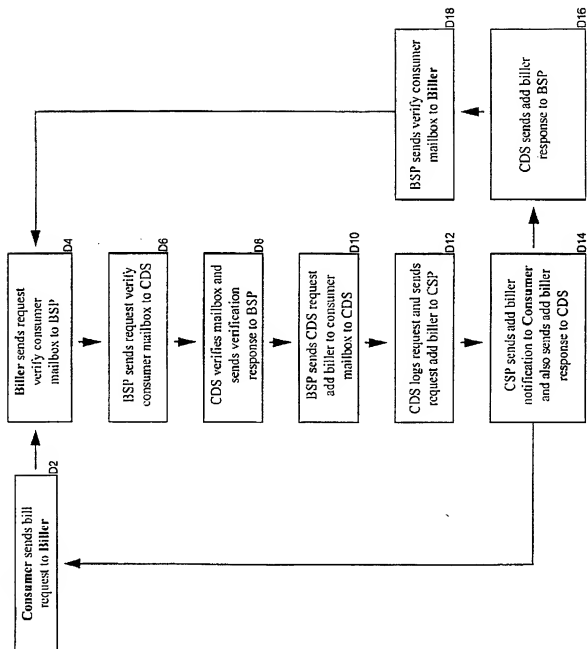 Consumer sends bill
request to Biller
D2
Biller sends request
verify consumer
mailbox to BSP
D4
BSP sends request verify
consumer mailbox to CDS
D6
CDS verifies mailbox and
sends verification
response to BSP
D8
BSP sends CDS request
add biller to consumer
mailbox to CDS
D10
CDS logs request and sends
request add biller to CSP
D12
CSP sends add biller
notification to Consumer
and also sends add biller
response to CDS
D14
CDS sends add biller
response to BSP
D16
BSP sends verify consumer
mailbox to Biller
D18